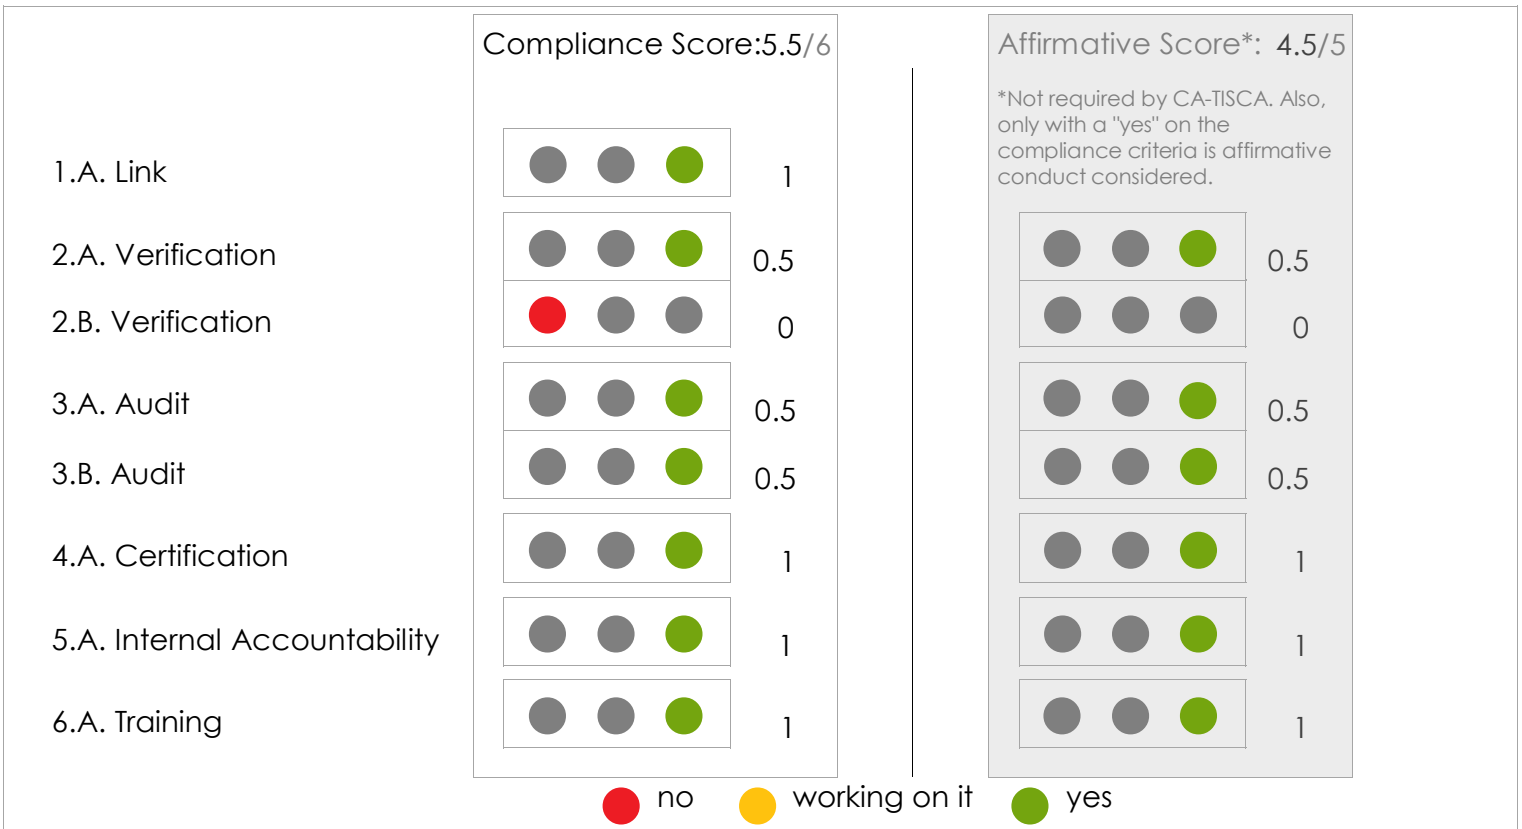 Compliance Score:5.5/6
Affirmative Score*: 4.5/5
*Not required by CA-TISCA. Also,
only with a "yes" on the
compliance criteria is affirmative
conduct considered.
1.A. Link 1
2.A. Verification 0.5 0.5
2.B. Verification 0 0
3.A. Audit 0.5 0.5
3.B. Audit 0.5 0.5
4.A. Certification 1 1
5.A. Internal Accountability 1 1
6.A. Training 1 1
no working on it yes